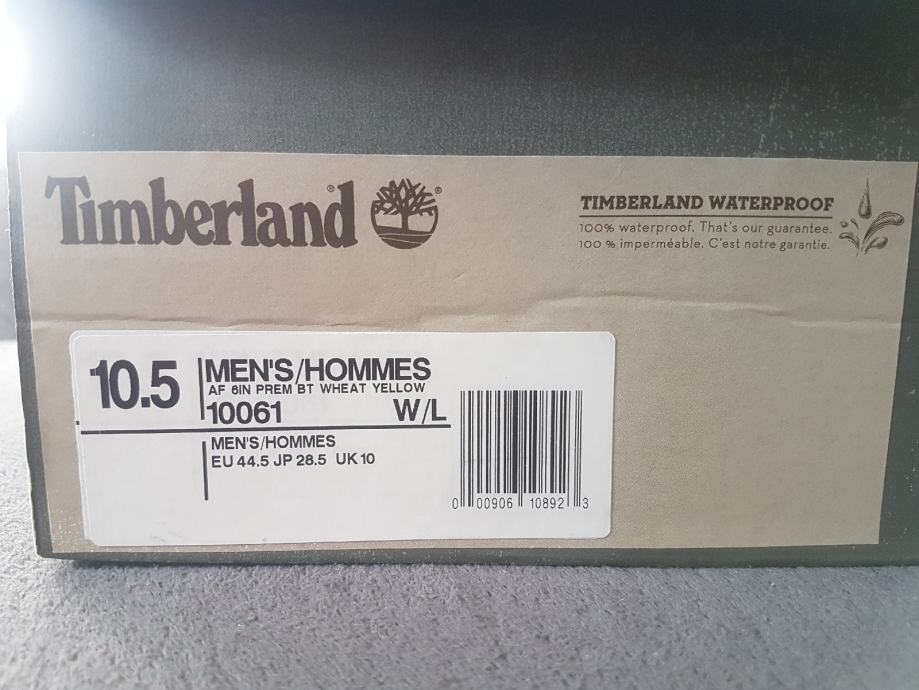 Timberland®
®
TIMBERLAND WATERPROOF
100% waterproof. That's our guarantee.
100 % imperméable. C'est notre garantie.
10.5
MEN'S/HOMMES
AF 6IN PREM BT WHEAT YELLOW
10061 W/L
MEN'S/HOMMES
EU 44.5 JP 28.5 UK 10
0 00906 10892 3